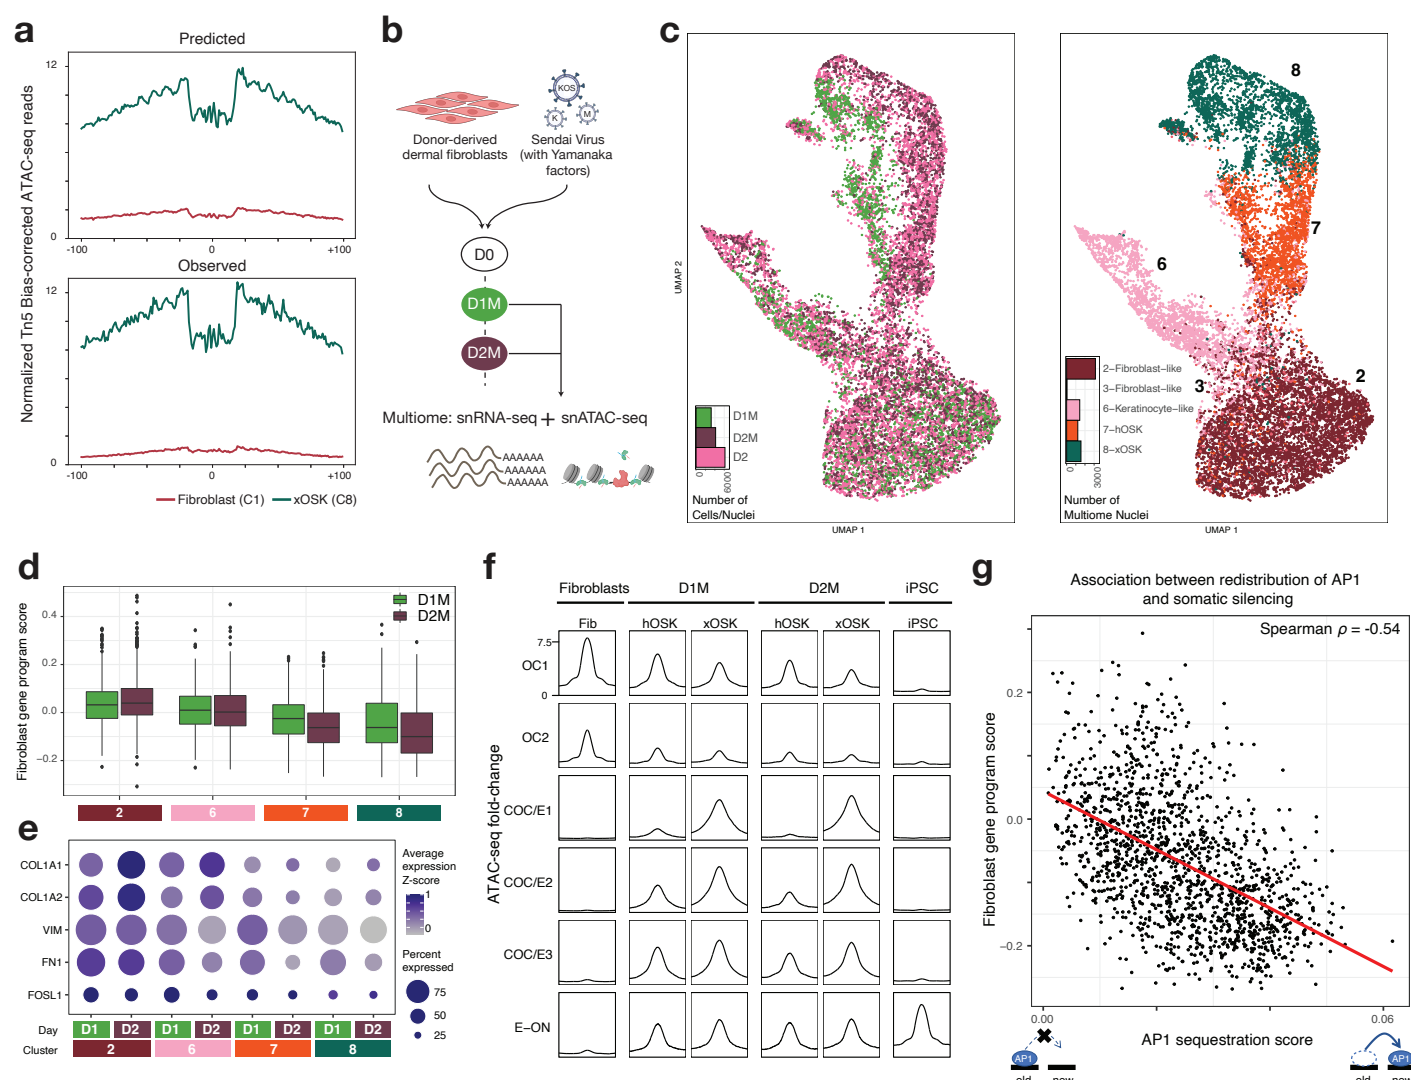 a
Predicted
Normalized Tn5 Bias-corrected ATAC-seq reads
12
0
-100
0
+100
Observed
12
0
-100
0
+100
Fibroblast (C1)
xOSK (C8)
b
KOS
K
M
Donor-derived
dermal fibroblasts
Sendai Virus
(with Yamanaka
factors)
D0
D1M
D2M
Multiome: snRNA-seq + snATAC-seq
AAAAAA
AAAAAA
AAAAAA
c
UMAP 2
D1M
D2M
D2
0
6000
Number of
Cells/Nuclei
UMAP 1
8
7
6
3
2
2-Fibroblast-like
3-Fibroblast-like
6-Keratinocyte-like
7-hOSK
8-xOSK
0
3000
Number of
Multiome Nuclei
UMAP 1
d
Fibroblast gene program score
0.4
0.2
0.0
−0.2
D1M
D2M
2
6
7
8
e
COL1A1
COL1A2
VIM
FN1
FOSL1
Day
D1
D2
D1
D2
D1
D2
D1
D2
Cluster
2
6
7
8
Average
expression
Z-score
1
0
Percent
expressed
75
50
25
f
Fibroblasts
D1M
D2M
iPSC
Fib
hOSK
xOSK
hOSK
xOSK
iPSC
ATAC-seq fold-change
7.5
0
OC1
OC2
COC/E1
COC/E2
COC/E3
E-ON
g
Association between redistribution of AP1
and somatic silencing
Spearman ρ = -0.54
Fibroblast gene program score
0.2
0.0
−0.2
0.00
0.06
AP1 sequestration score
AP1
AP1
old
new
old
new